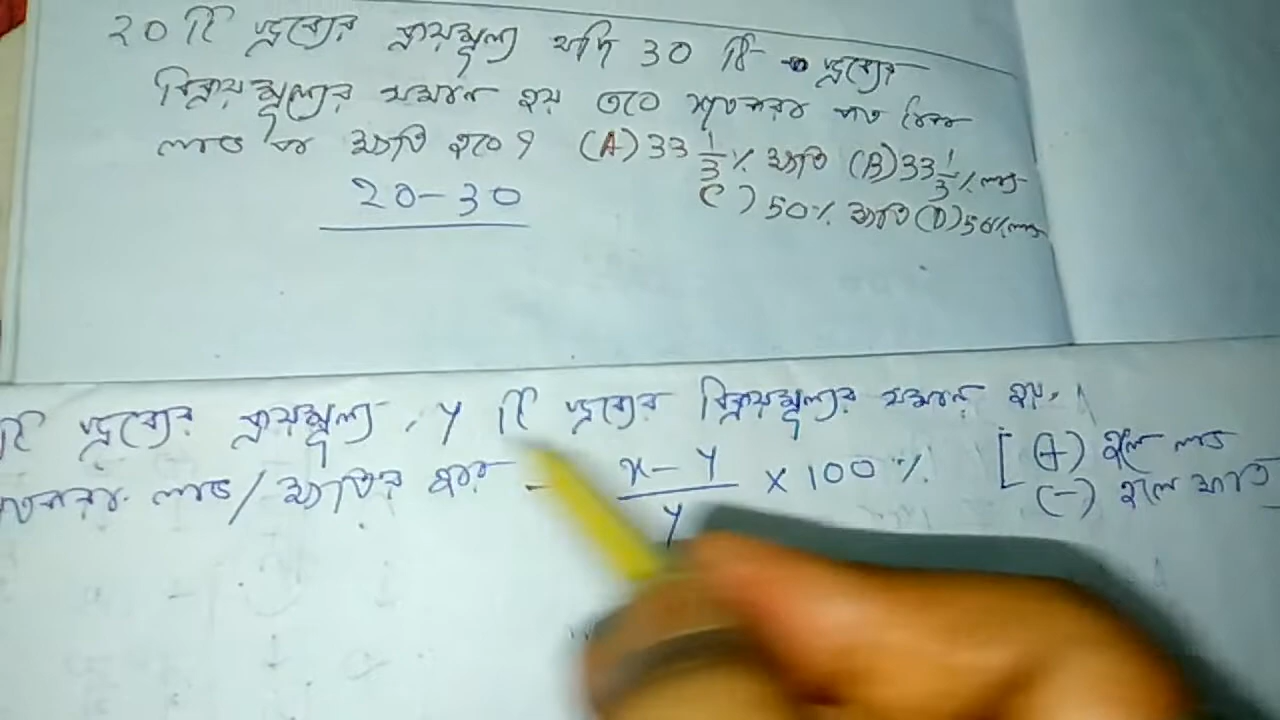 20 টি দ্রব্যের ক্রয়মূল্য যদি 30 টি দ্রব্যের
বিক্রয়মূল্যের সমান হয় তবে শতকরা কত টাকা
লাভ বা ক্ষতি হবে ? (A) 33 1/3 % ক্ষতি (B) 33 1/3 % লাভ
(C) 50% ক্ষতি (D) 50% লাভ
20-30
টি দ্রব্যের ক্রয়মূল্য, y টি দ্রব্যের বিক্রয়মূল্যের সমান হয়,
শতকরা লাভ/ক্ষতির হার - x-y/y × 100 % [ (+) হলে লাভ
(-) হলে ক্ষতি